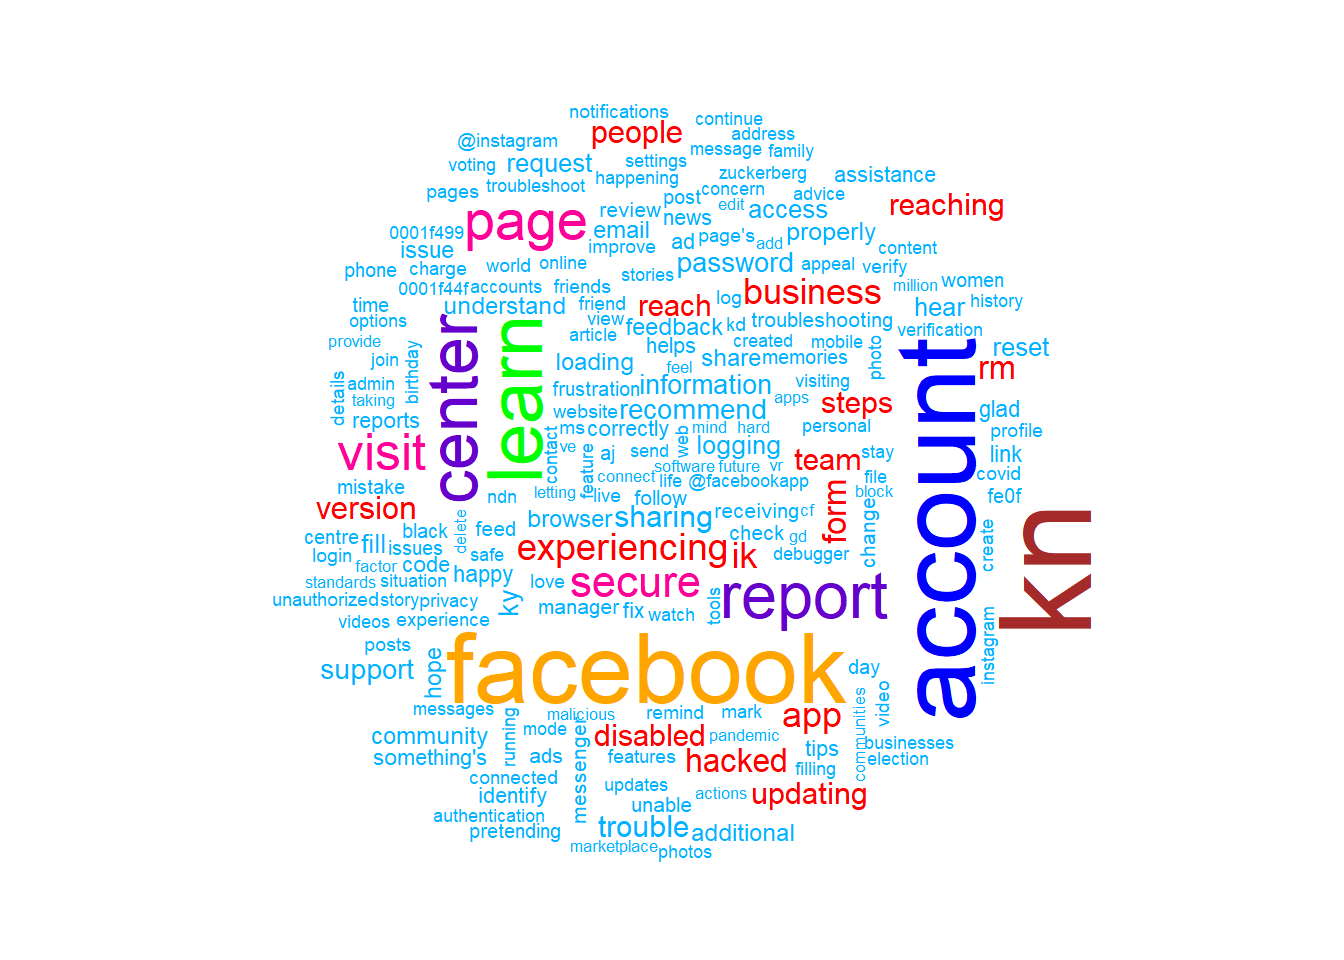 notifications
continue
people
address
@instagram
message
family
voting
request
settings
happening
zuckerberg
assistance
pages
troubleshoot
concern
post
edit
advice
reaching
page
review
news
access
0001f499
email
ad
page's
add
properly
issue
improve
content
phone
charge
world
online
stories
password
appeal
verify
0001f44f
accounts
friends
business
million
women
time
understand
friend
reach
log
hear
history
options
view
feedback
kd
troubleshooting
verification
provide
article
helps
created
mobile
photo
reset
join
birthday
center
learn
loading
feel
share
memories
account
rm
details
admin
taking
frustration
information
apps
visiting
steps
glad
reports
website
recommend
personal
profile
visit
ms
correctly
mind
hard
ve
contact
feature
aj
send
web
logging
team
stay
link
software
future
vr
covid
mistake
connect
life
@facebookapp
file
block
fe0f
ndn
letting
live
follow
version
black
delete
feed
browser
sharing
receiving
cf
form
change
kn
centre
fill
issues
check
gd
create
login
factor
code
safe
experiencing
ik
debugger
standards
situation
happy
love
secure
report
unauthorized
story
privacy
ky
manager
fix
watch
tools
videos
experience
instagram
posts
support
hope
facebook
day
messages
malicious
remind
mark
app
communities
video
community
running
mode
messenger
disabled
pandemic
tips
businesses
something's
ads
features
hacked
filling
election
connected
identify
updates
actions
updating
authentication
unable
pretending
trouble
additional
marketplace
photos